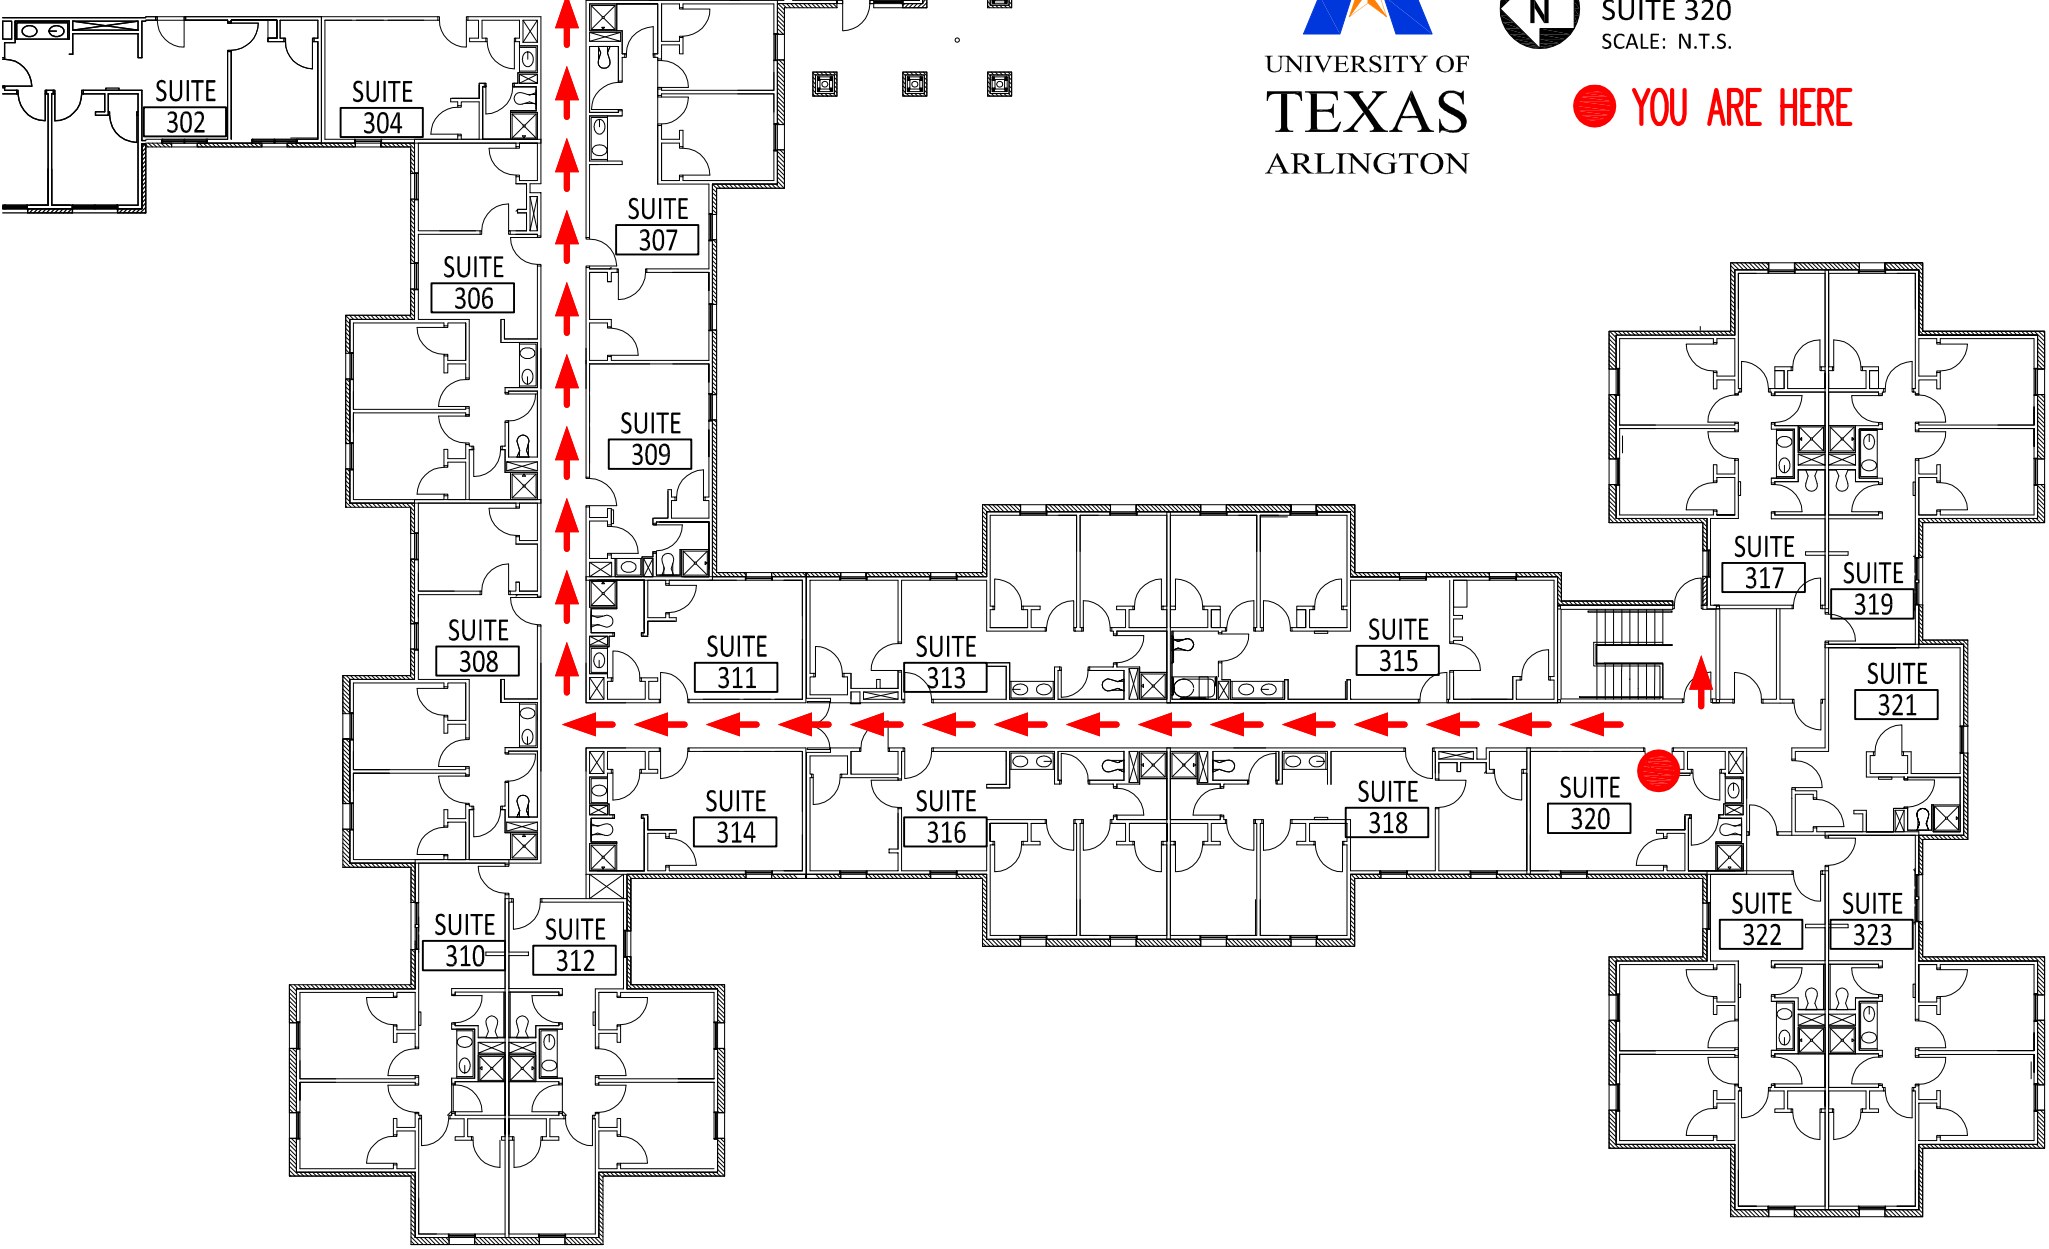 N
SUITE 320
SCALE: N.T.S.
UNIVERSITY OF
TEXAS
ARLINGTON
YOU ARE HERE
SUITE
302
SUITE
304
SUITE
307
SUITE
306
SUITE
309
SUITE
308
SUITE
311
SUITE
313
SUITE
315
SUITE
317
SUITE
319
SUITE
321
SUITE
314
SUITE
316
SUITE
318
SUITE
320
SUITE
310
SUITE
312
SUITE
322
SUITE
323